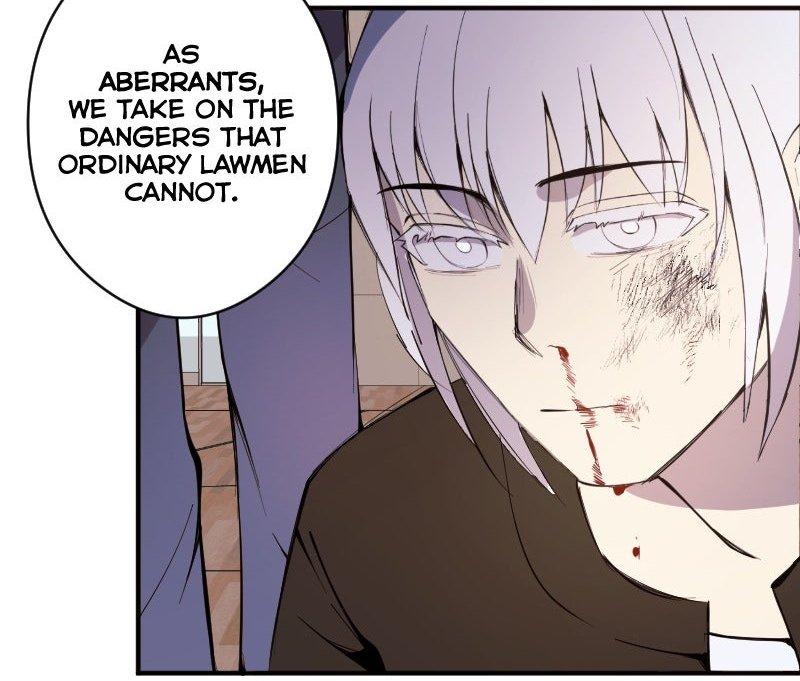 AS
ABERRANTS,
WE TAKE ON THE
DANGERS THAT
ORDINARY LAWMEN
CANNOT.